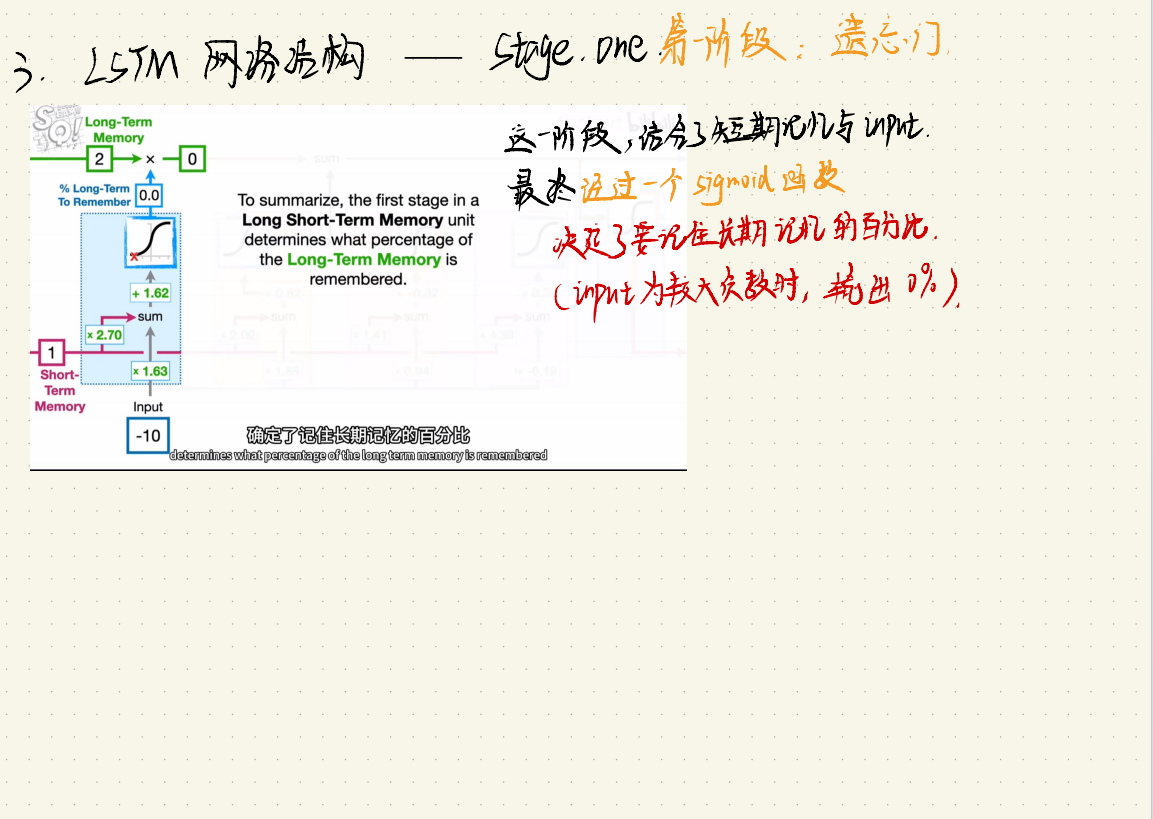 3. LSTM 网络结构 —— Stage. one. 第一阶段：遗忘门.
SQ!
Long-Term
Memory
2 × 0
% Long-Term
To Remember
0.0
+ 1.62
sum
× 2.70
1
× 1.63
Short-
Term
Memory
Input
-10
To summarize, the first stage in a
Long Short-Term Memory unit
determines what percentage of
the Long-Term Memory is
remembered.
确定了记住长期记忆的百分比
determines what percentage of the long term memory is remembered
这一阶段，结合了短期记忆与 input.
最终通过一个 sigmoid 函数
决定了要记住长期记忆的百分比.
(input 为较大负数时，输出 0%).